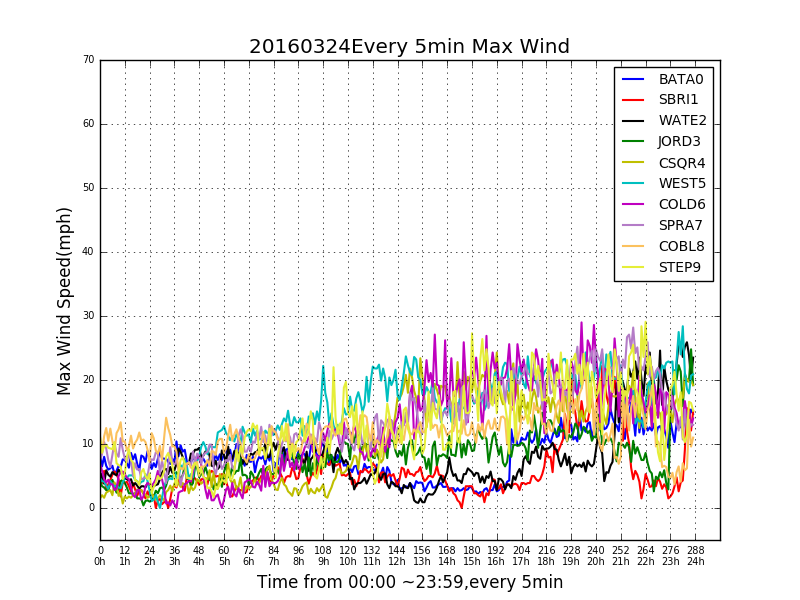 20160324Every 5min Max Wind
70
60
50
40
30
20
10
0
Max Wind Speed(mph)
BATA0
SBRI1
WATE2
JORD3
CSQR4
WEST5
COLD6
SPRA7
COBL8
STEP9
0 12 24 36 48 60 72 84 96 108 120 132 144 156 168 180 192 204 216 228 240 252 264 276 288
0h 1h 2h 3h 4h 5h 6h 7h 8h 9h 10h 11h 12h 13h 14h 15h 16h 17h 18h 19h 20h 21h 22h 23h 24h
Time from 00:00 ~23:59,every 5min